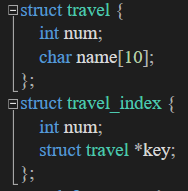 struct travel {
int num;
char name[10];
};
struct travel_index {
int num;
struct travel *key;
};